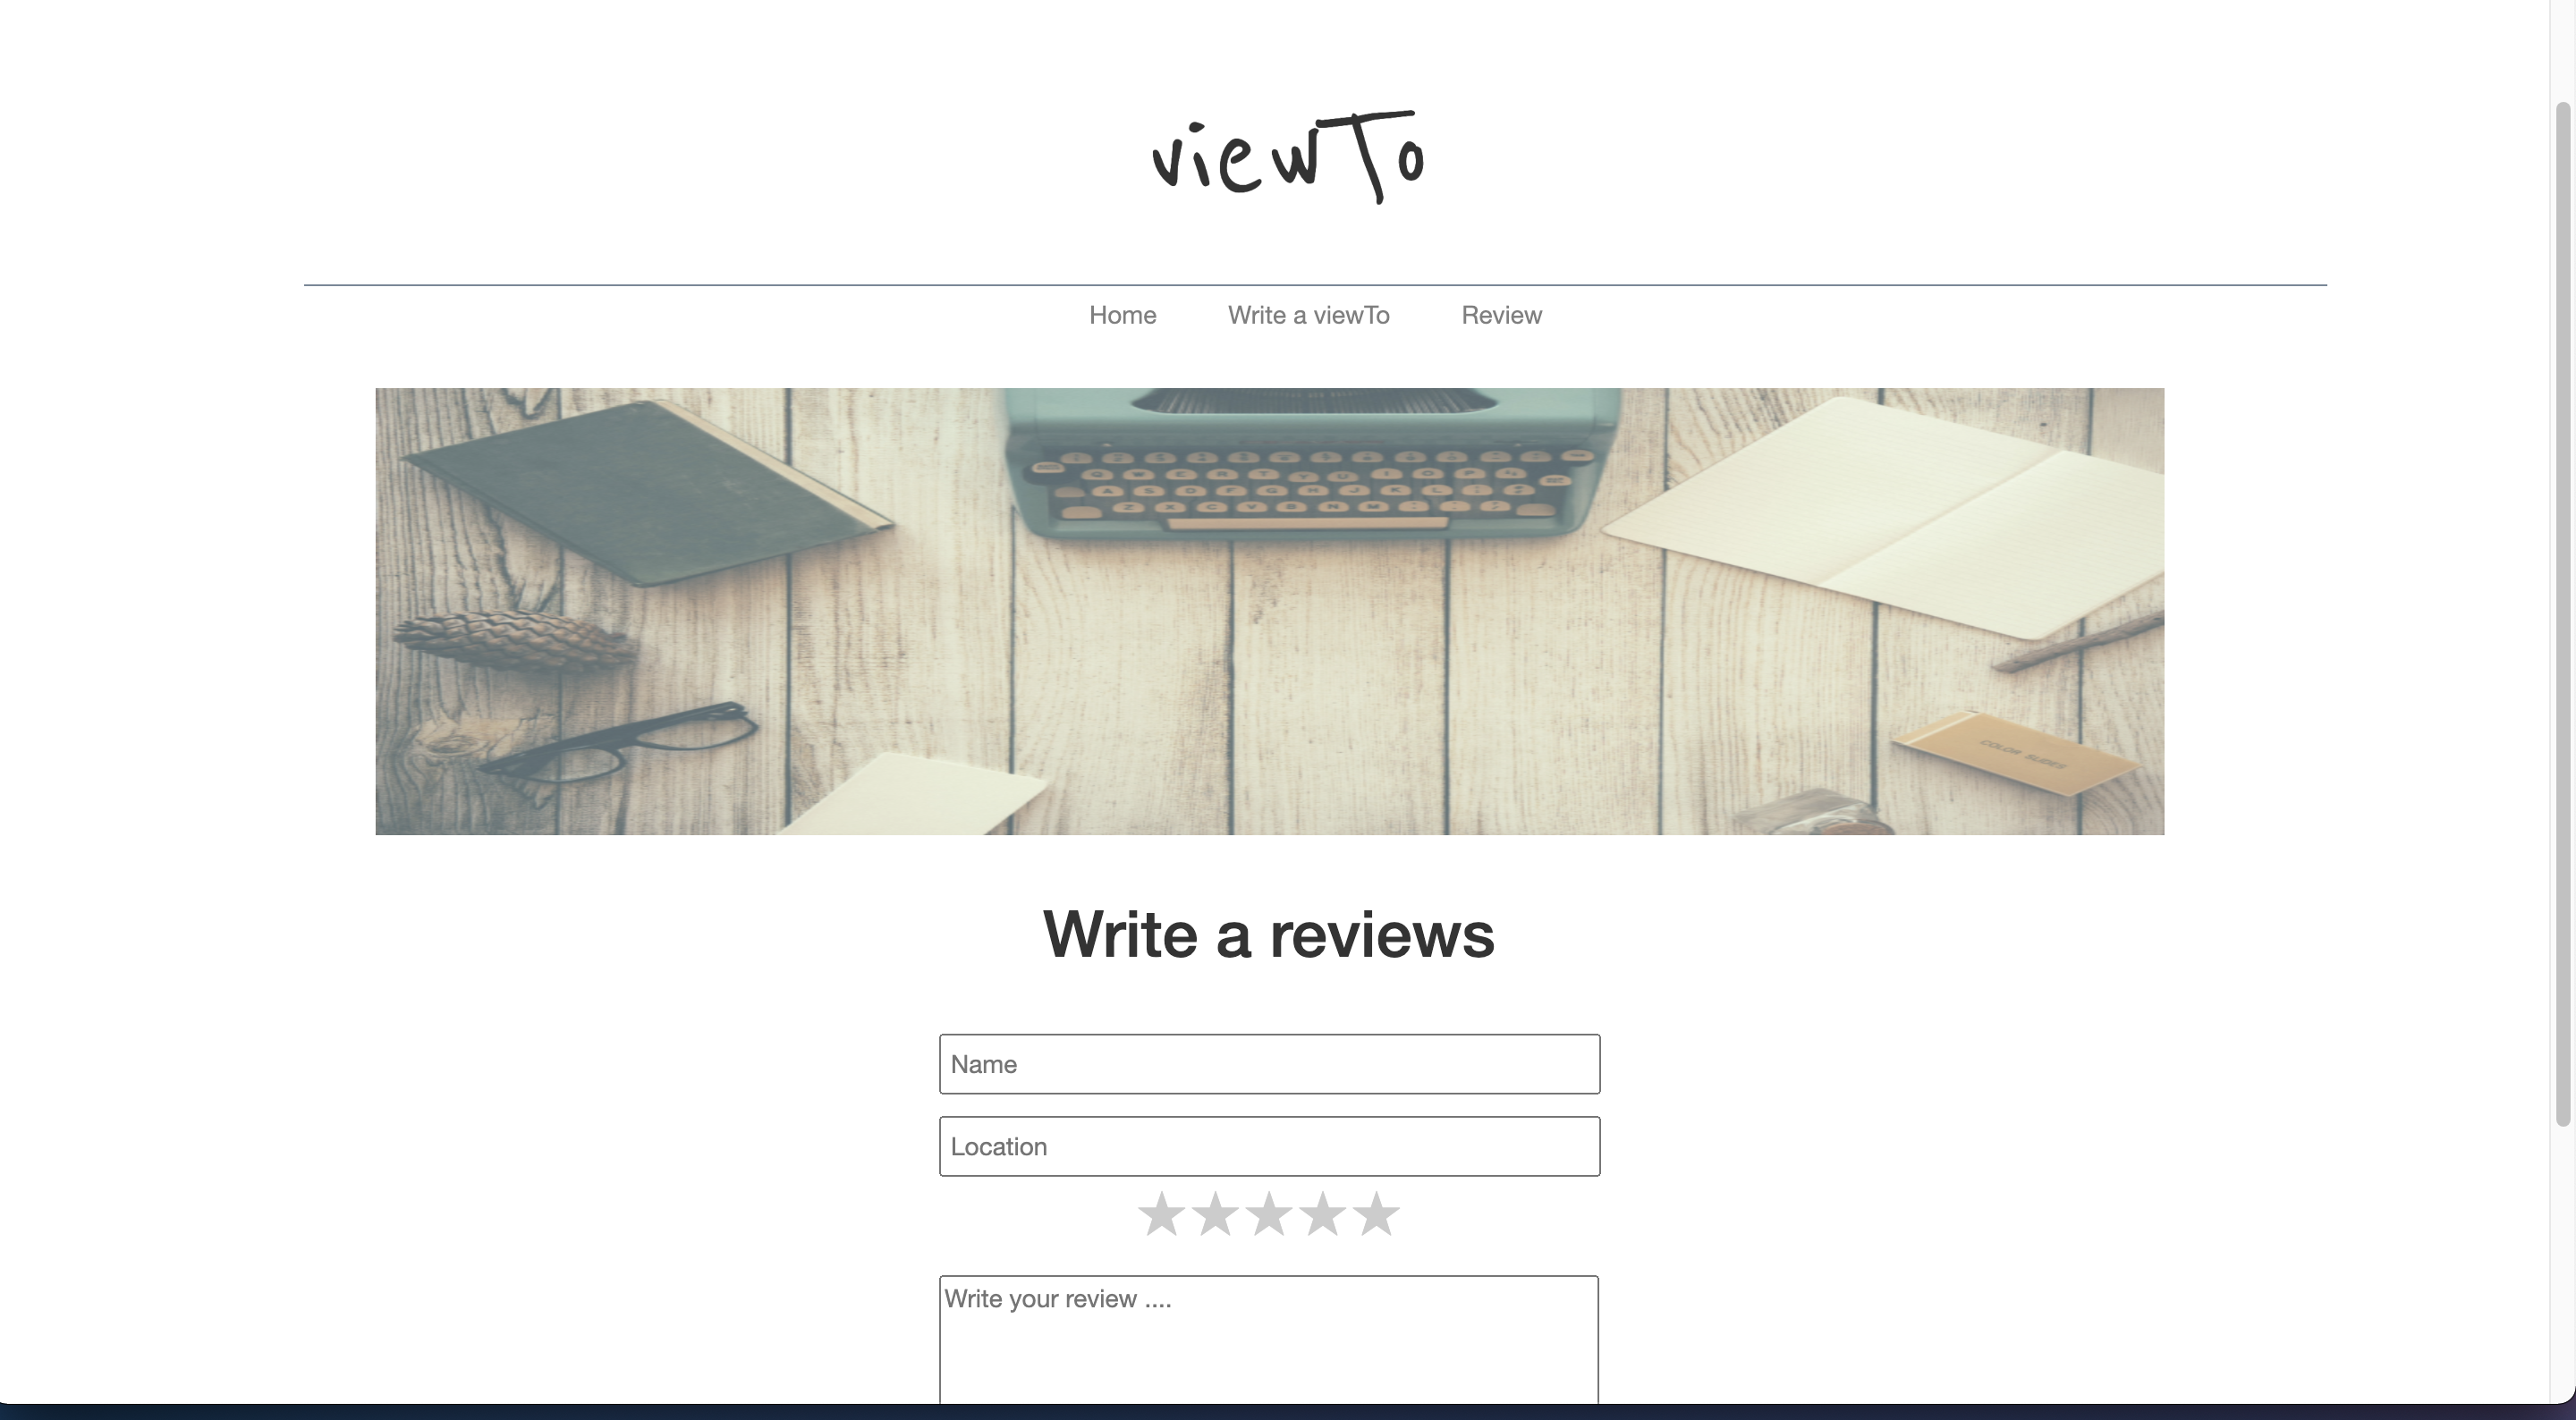 viewTo
Home Write a viewTo Review
COLOR SLIDES
Write a reviews
Name
Location
Write your review ....